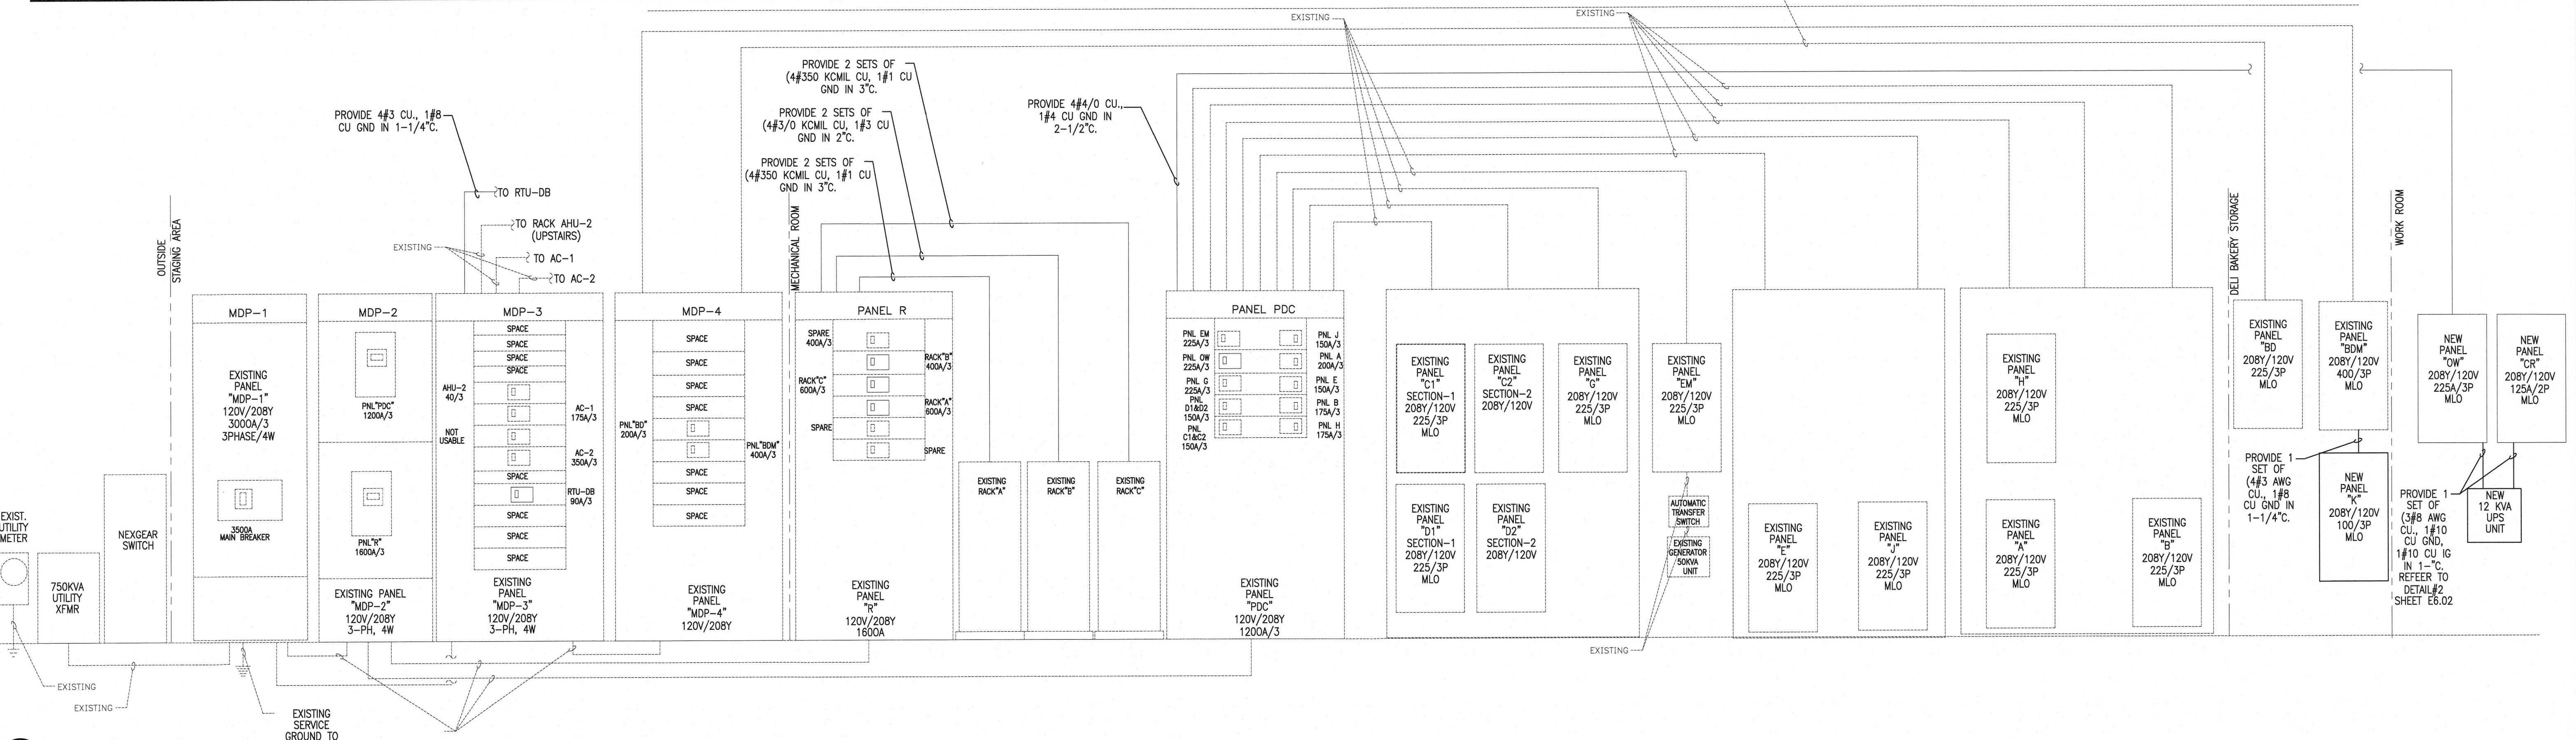 EXISTING
EXISTING
PROVIDE 2 SETS OF
(4#350 KCMIL CU, 1#1 CU
GND IN 3"C.
PROVIDE 2 SETS OF
(4#3/0 KCMIL CU, 1#3 CU
GND IN 2"C.
PROVIDE 2 SETS OF
(4#350 KCMIL CU, 1#1 CU
GND IN 3"C.
PROVIDE 4#3 CU., 1#8
CU GND IN 1-1/4"C.
PROVIDE 4#4/0 CU.,
1#4 CU GND IN
2-1/2"C.
TO RTU-DB
TO RACK AHU-2
(UPSTAIRS)
EXISTING
TO AC-1
TO AC-2
OUTSIDE
STAGING AREA
MECHANICAL ROOM
DELI BAKERY STORAGE
WORK ROOM
EXIST.
UTILITY
METER
750KVA
UTILITY
XFMR
NEXGEAR
SWITCH
MDP-1
EXISTING
PANEL
"MDP-1"
120V/208Y
3000A/3
3PHASE/4W
3500A
MAIN BREAKER
MDP-2
PNL"PDC"
1200A/3
PNL"R"
1600A/3
EXISTING PANEL
"MDP-2"
120V/208Y
3-PH, 4W
MDP-3
SPACE
SPACE
SPACE
SPACE
AHU-2
40/3
AC-1
175A/3
NOT
USABLE
AC-2
350A/3
SPACE
RTU-DB
90A/3
SPACE
SPACE
SPACE
EXISTING
PANEL
"MDP-3"
120V/208Y
3-PH, 4W
MDP-4
SPACE
SPACE
SPACE
SPACE
PNL"BD"
200A/3
PNL"BDM"
400A/3
SPACE
SPACE
SPACE
EXISTING
PANEL
"MDP-4"
120V/208Y
PANEL R
SPARE
400A/3
RACK"B"
400A/3
RACK"C"
600A/3
RACK"A"
600A/3
SPARE
SPARE
EXISTING
PANEL
"R"
120V/208Y
1600A
EXISTING
RACK"A"
EXISTING
RACK"B"
EXISTING
RACK"C"
PANEL PDC
PNL EM
225A/3
PNL J
150A/3
PNL OW
225A/3
PNL A
200A/3
PNL G
225A/3
PNL E
150A/3
PNL
D1&D2
150A/3
PNL B
175A/3
PNL
C1&C2
150A/3
PNL H
175A/3
EXISTING
PANEL
"PDC"
120V/208Y
1200A/3
EXISTING
PANEL
"C1"
SECTION-1
208Y/120V
225/3P
MLO
EXISTING
PANEL
"C2"
SECTION-2
208Y/120V
EXISTING
PANEL
"G"
208Y/120V
225/3P
MLO
EXISTING
PANEL
"EM"
208Y/120V
225/3P
MLO
EXISTING
PANEL
"D1"
SECTION-1
208Y/120V
225/3P
MLO
EXISTING
PANEL
"D2"
SECTION-2
208Y/120V
AUTOMATIC
TRANSFER
SWITCH
EXISTING
GENERATOR
50KVA
UNIT
EXISTING
EXISTING
PANEL
"E"
208Y/120V
225/3P
MLO
EXISTING
PANEL
"J"
208Y/120V
225/3P
MLO
EXISTING
PANEL
"H"
208Y/120V
225/3P
MLO
EXISTING
PANEL
"A"
208Y/120V
225/3P
MLO
EXISTING
PANEL
"B"
208Y/120V
225/3P
MLO
EXISTING
PANEL
"BD
208Y/120V
225/3P
MLO
EXISTING
PANEL
"BDM"
208Y/120V
400/3P
MLO
PROVIDE 1
SET OF
(4#3 AWG
CU., 1#8
CU GND IN
1-1/4"C.
NEW
PANEL
"K"
208Y/120V
100/3P
MLO
NEW
PANEL
"OW"
208Y/120V
225A/3P
MLO
NEW
PANEL
"CR"
208Y/120V
125A/2P
MLO
PROVIDE 1
SET OF
(3#8 AWG
CU., 1#10
CU GND,
1#10 CU IG
IN 1-"C.
REFEER TO
DETAIL#2
SHEET E6.02
NEW
12 KVA
UPS
UNIT
EXISTING
EXISTING
EXISTING
SERVICE
GROUND TO